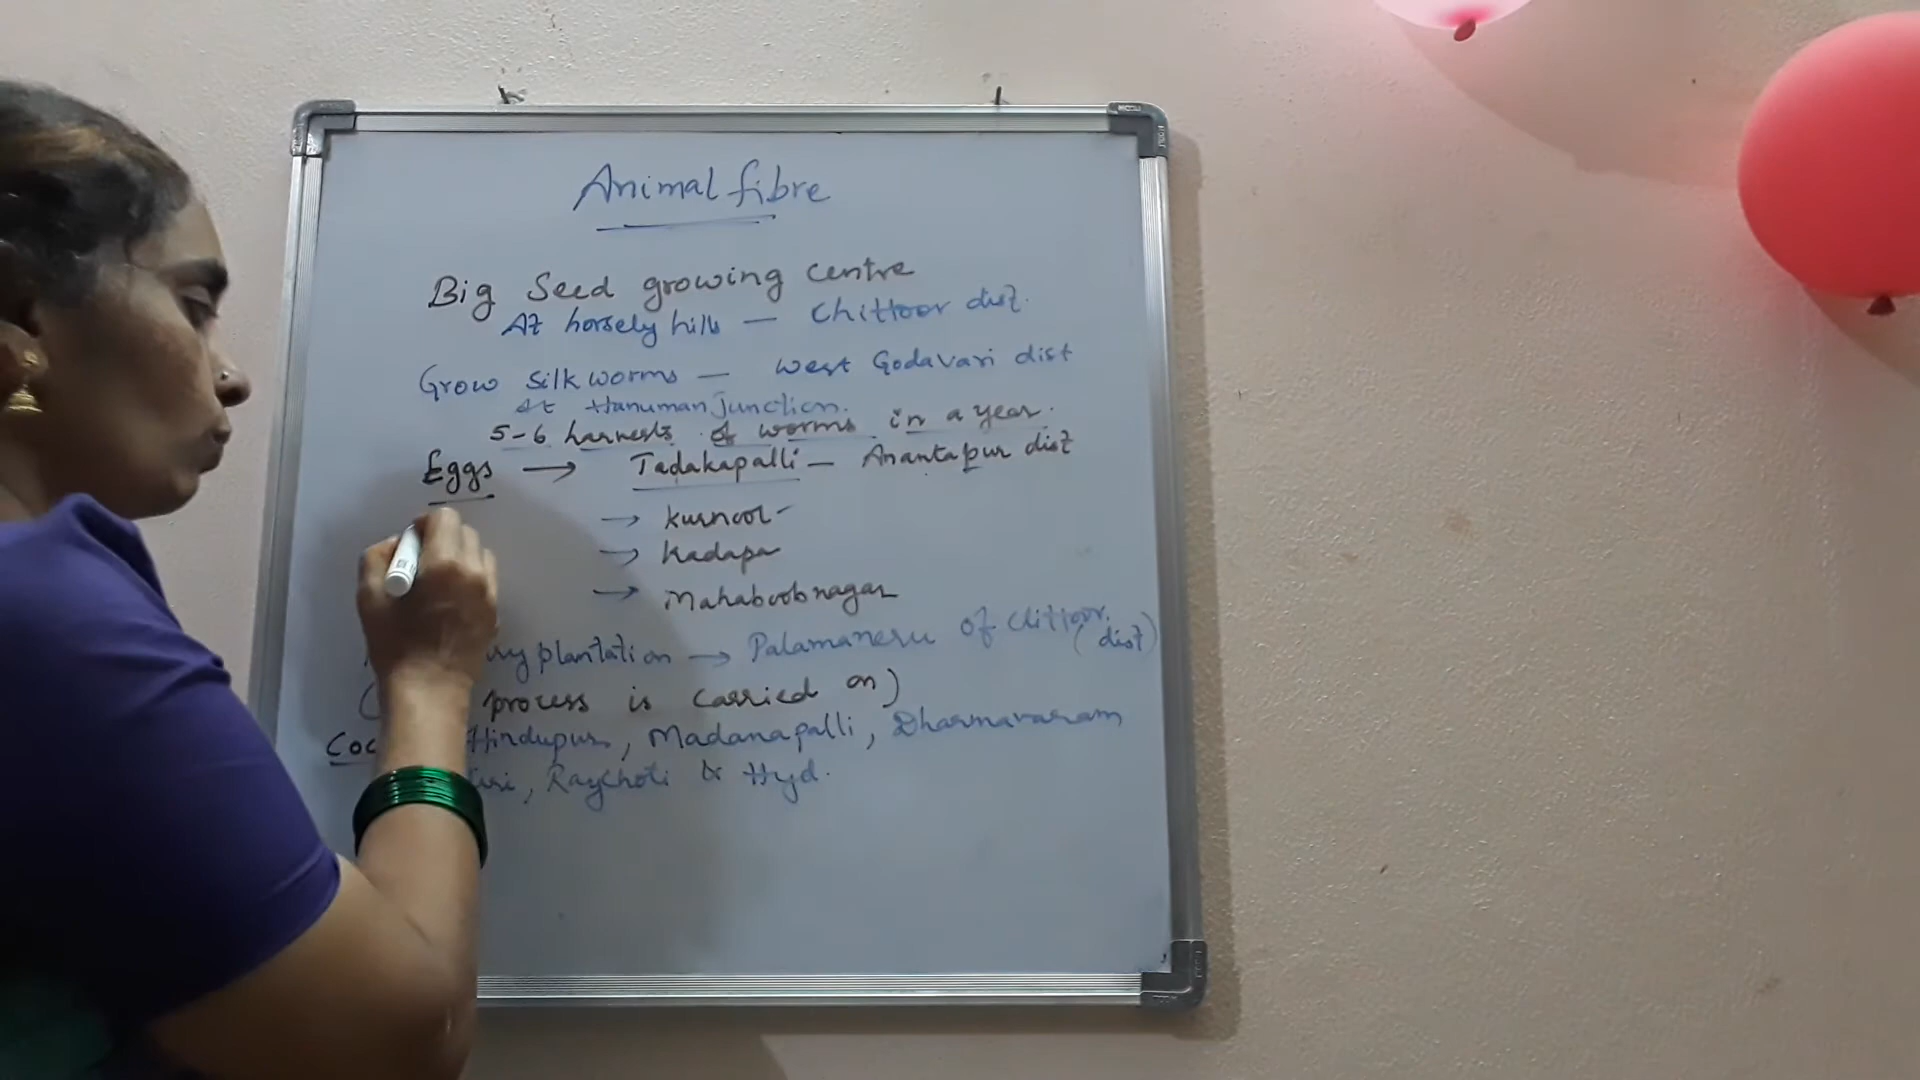 Animal fibre
Big Seed growing centre
At horsely hills — Chittoor dist.
Grow silk worms — West Godavari dist
At Hanuman junction.
5-6 harvests of worms in a year.
Eggs → Tadakapalli — Anantapur dist
→ Kurnool
→ Kadapa
→ Mahaboobnagar
plantation → Palamaneru of Chittoor.
(dist)
process is carried on)
Hindupur, Madanapalli, Dharmavaram
, Raychoti & Hyd.